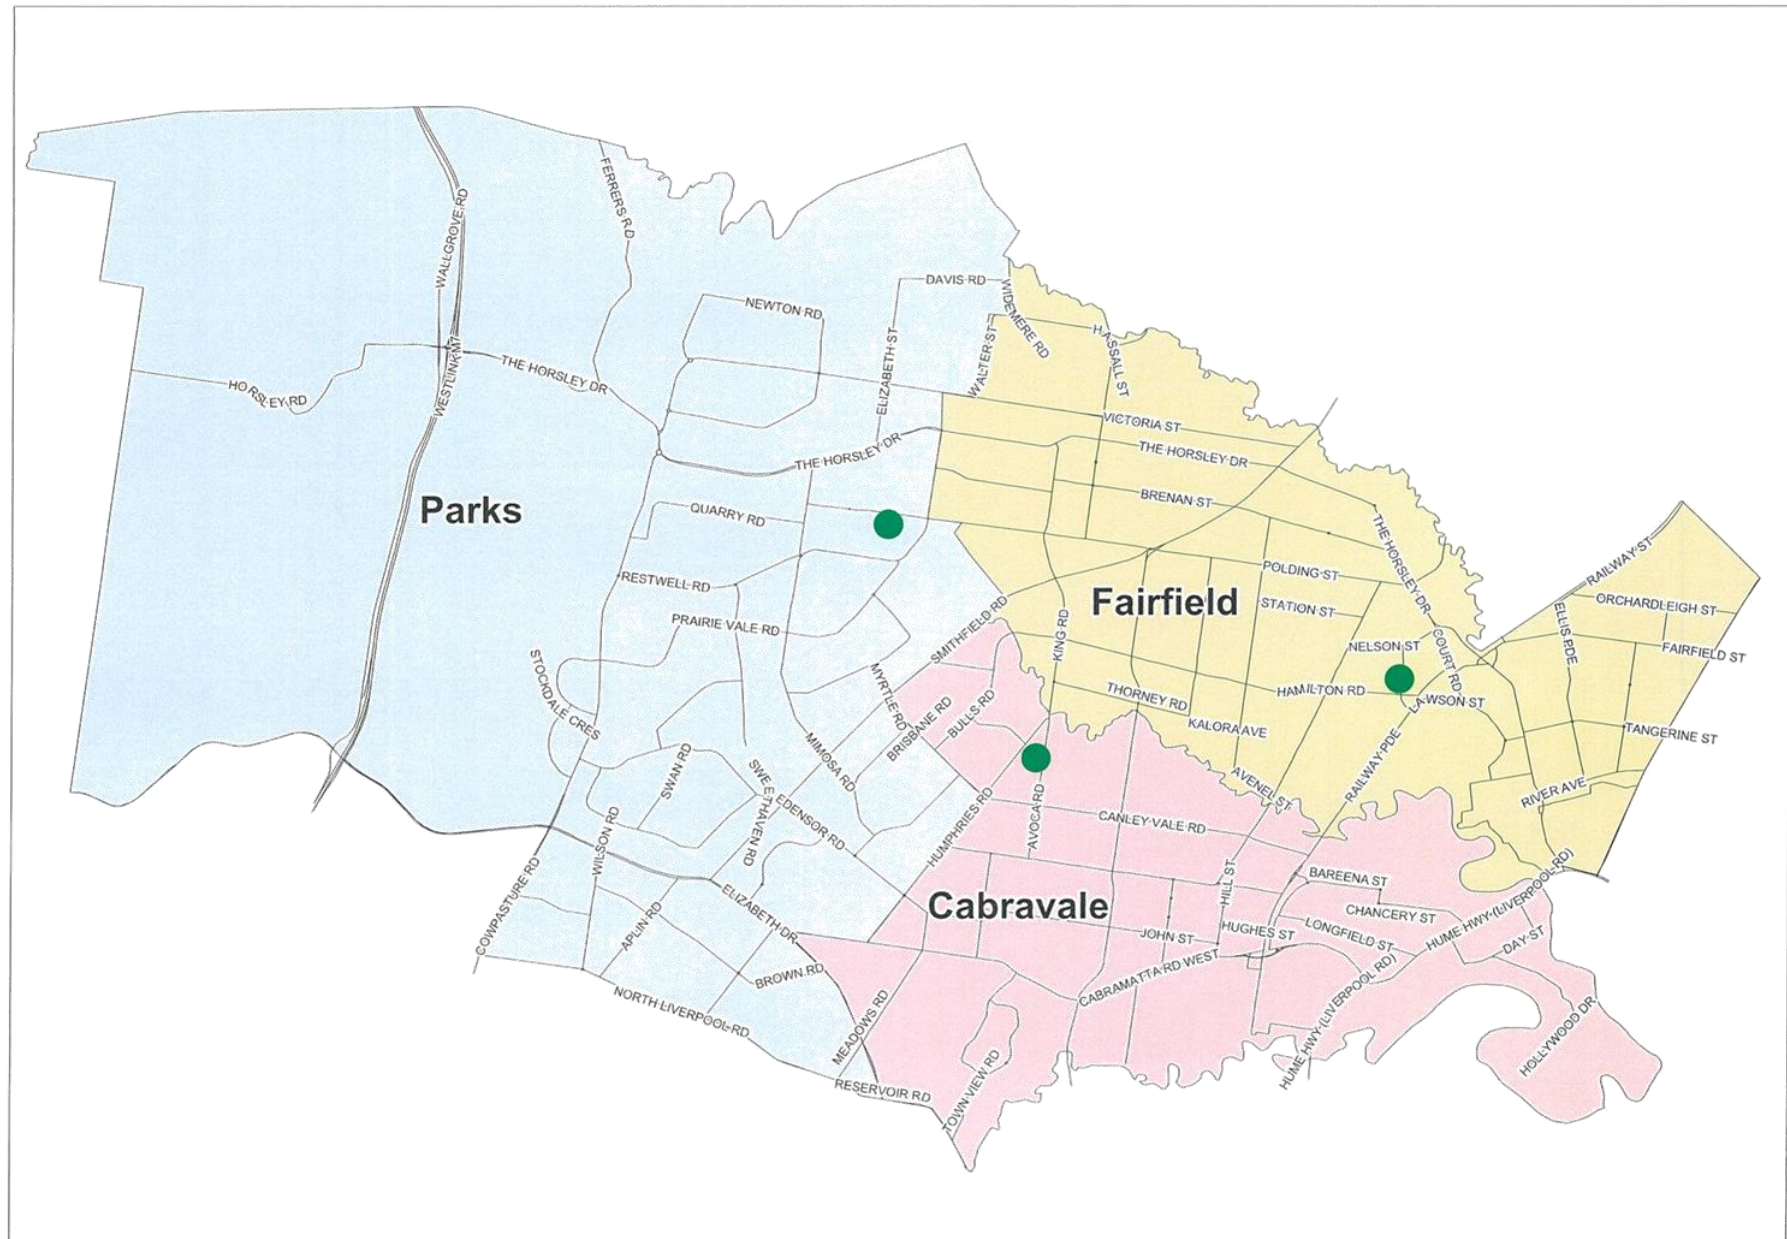 FERRERS RD
WALLGROVE RD
DAVIS RD
WIDEMERE RD
NEWTON RD
ELIZABETH ST
WALTER ST
HASSALL ST
WESTLINK M7
THE HORSLEY DR
HORSLEY RD
VICTORIA ST
THE HORSLEY DR
THE HORSLEY DR
BRENAN ST
Parks
QUARRY RD
THE HORSLEY DR
RAILWAY ST
RESTWELL RD
POLDING ST
Fairfield
STATION ST
ORCHARDLEIGH ST
ELLIS PDE
PRAIRIE VALE RD
SMITHFIELD RD
KING RD
COURT RD
NELSON ST
FAIRFIELD ST
STOCKDALE CRES
MYRTLE RD
BRISBANE RD
BULLS RD
THORNEY RD
HAMILTON RD
LAWSON ST
KALORA AVE
TANGERINE ST
MIMOSA RD
SWAN RD
SWEETHAVEN RD
EDENSOR RD
RAILWAY PDE
AVENEL ST
RIVER AVE
HUMPHRIES RD
AVOCA RD
CANLEY VALE RD
WILSON RD
HILL ST
BAREENA ST
COWPASTURE RD
APLIN RD
ELIZABETH DR
Cabravale
CHANCERY ST
HUME HWY (LIVERPOOL RD)
JOHN ST
HUGHES ST
LONGFIELD ST
DAY ST
BROWN RD
CABRAMATTA RD WEST
NORTH LIVERPOOL RD
MEADOWS RD
HUME HWY (LIVERPOOL RD)
HOLLYWOOD DR
RESERVOIR RD
TOWN VIEW RD